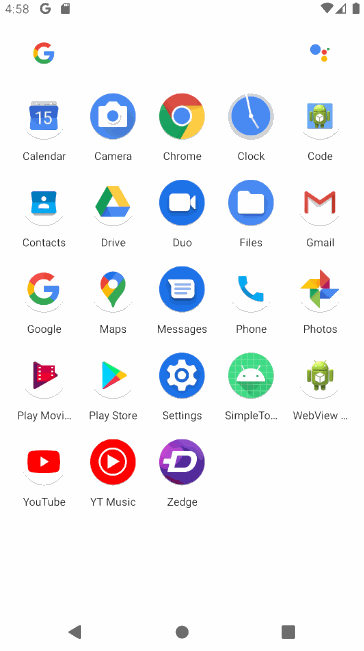 4:58
Calendar Camera Chrome Clock Code
Contacts Drive Duo Files Gmail
Google Maps Messages Phone Photos
Play Movi... Play Store Settings SimpleTo... WebView ...
YouTube YT Music Zedge